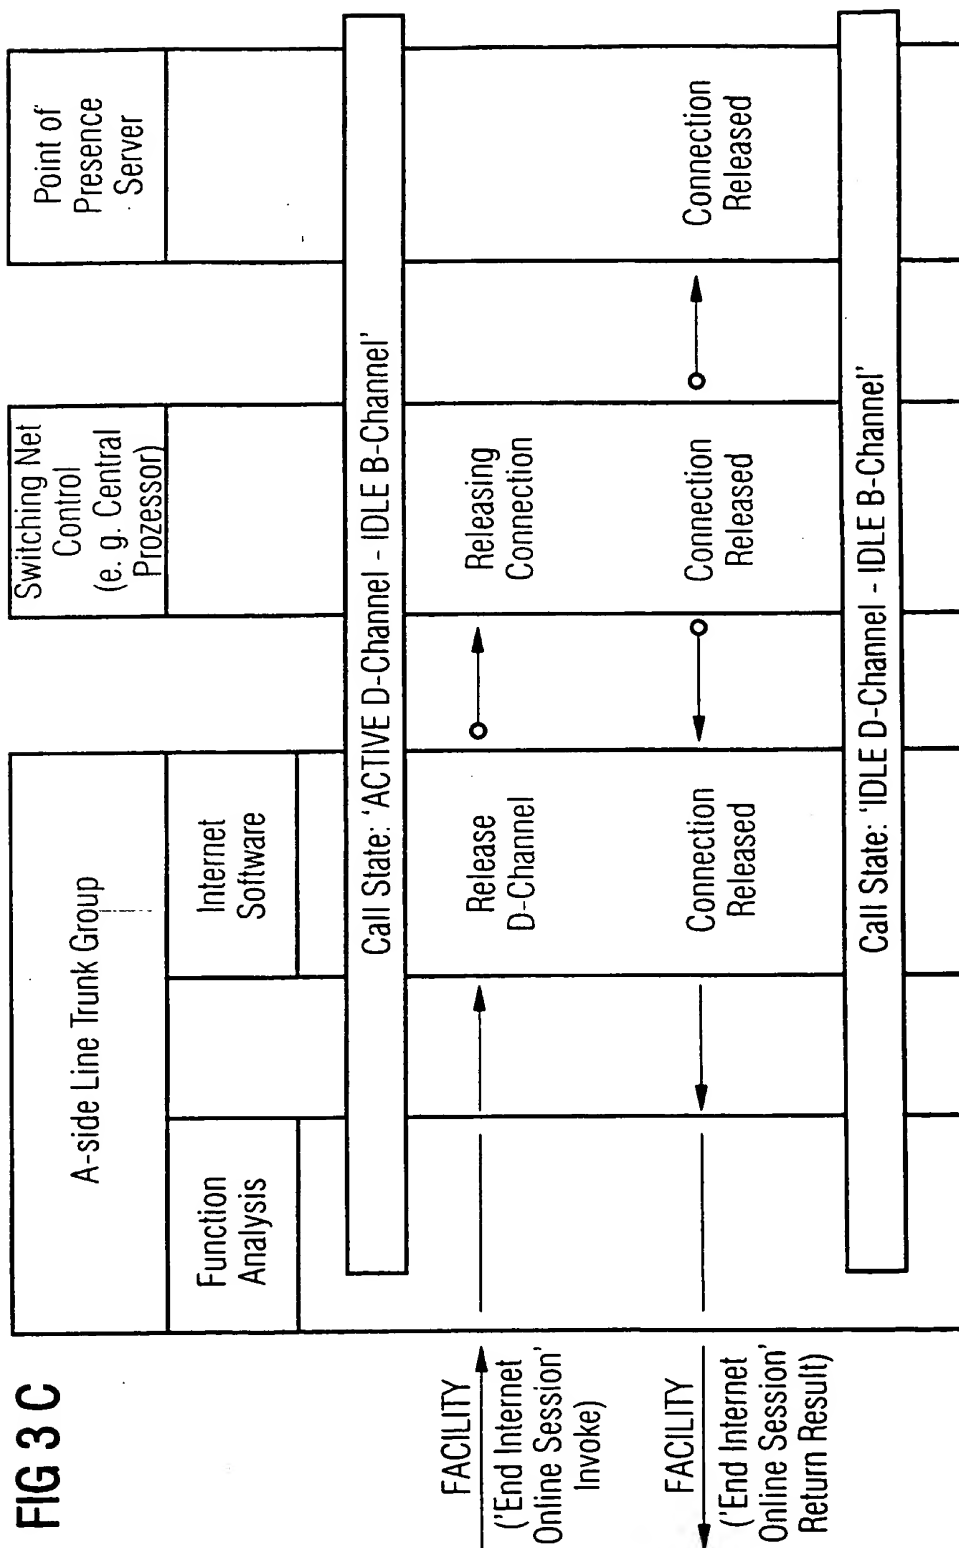 FIG 3 C
A-side Line Trunk Group
Function
Analysis
Internet
Software
Switching Net
Control
(e. g. Central
Prozessor)
Point of
Presence
Server
Call State: 'ACTIVE D-Channel - IDLE B-Channel'
FACILITY
('End Internet
Online Session'
Invoke)
Release
D-Channel
Releasing
Connection
FACILITY
('End Internet
Online Session'
Return Result)
Connection
Released
Connection
Released
Connection
Released
Call State: 'IDLE D-Channel - IDLE B-Channel'